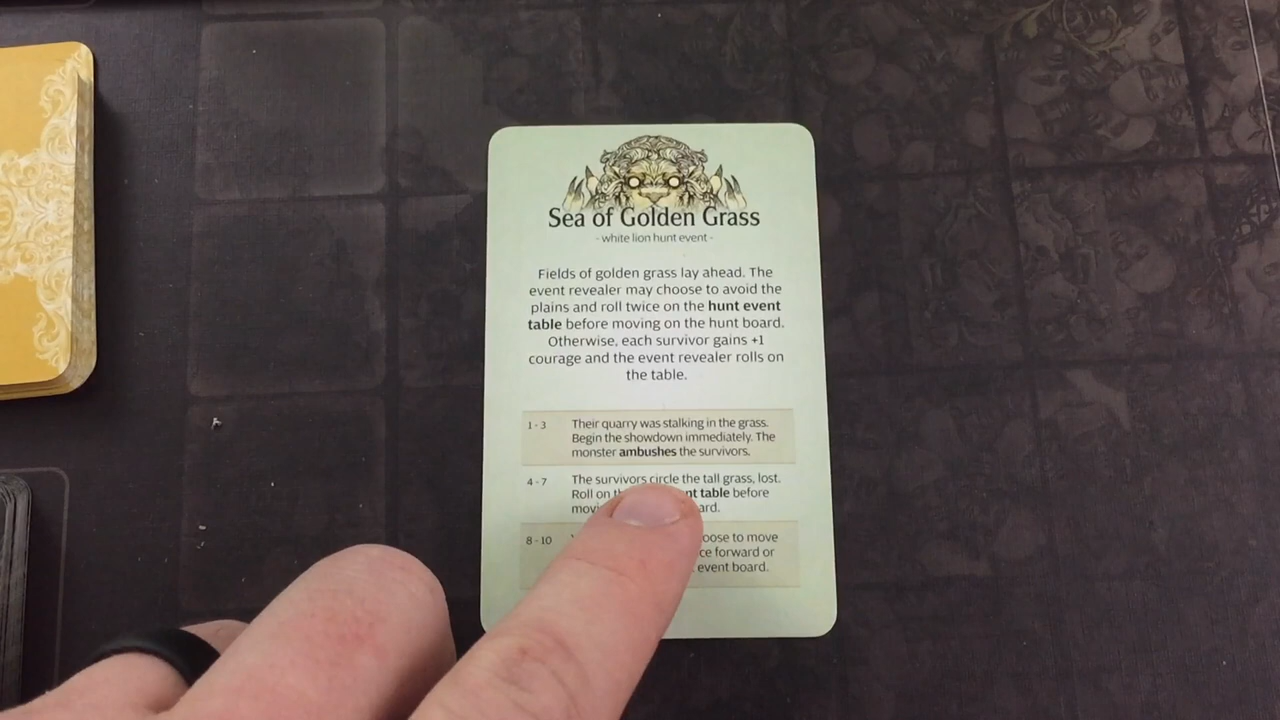 Sea of Golden Grass
- white lion hunt event -
Fields of golden grass lay ahead. The
event revealer may choose to avoid the
plains and roll twice on the hunt event
table before moving on the hunt board.
Otherwise, each survivor gains +1
courage and the event revealer rolls on
the table.
1 - 3 Their quarry was stalking in the grass.
Begin the showdown immediately. The
monster ambushes the survivors.
4 - 7 The survivors circle the tall grass, lost.
Roll on table before
8 - 10 to move
forward or
event board.